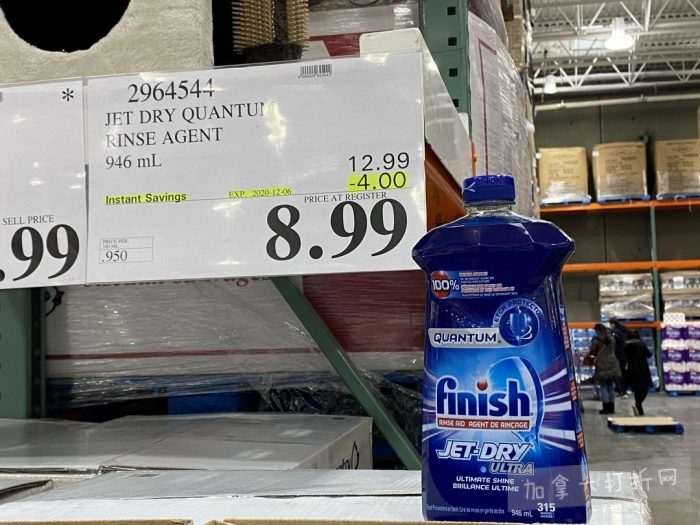 *
SELL PRICE
.99
2964544
JET DRY QUANTUM
RINSE AGENT
946 mL
12.99
-4.00
Instant Savings EXP. 2020-12-06
PRICE AT REGISTER
8.99
.950
100%
QUANTUM
finish
RINSE AID AGENT DE RINÇAGE
JET-DRY
ULTRA
ULTIMATE SHINE
BRILLANCE ULTIME
946 mL
315
加拿大打折网